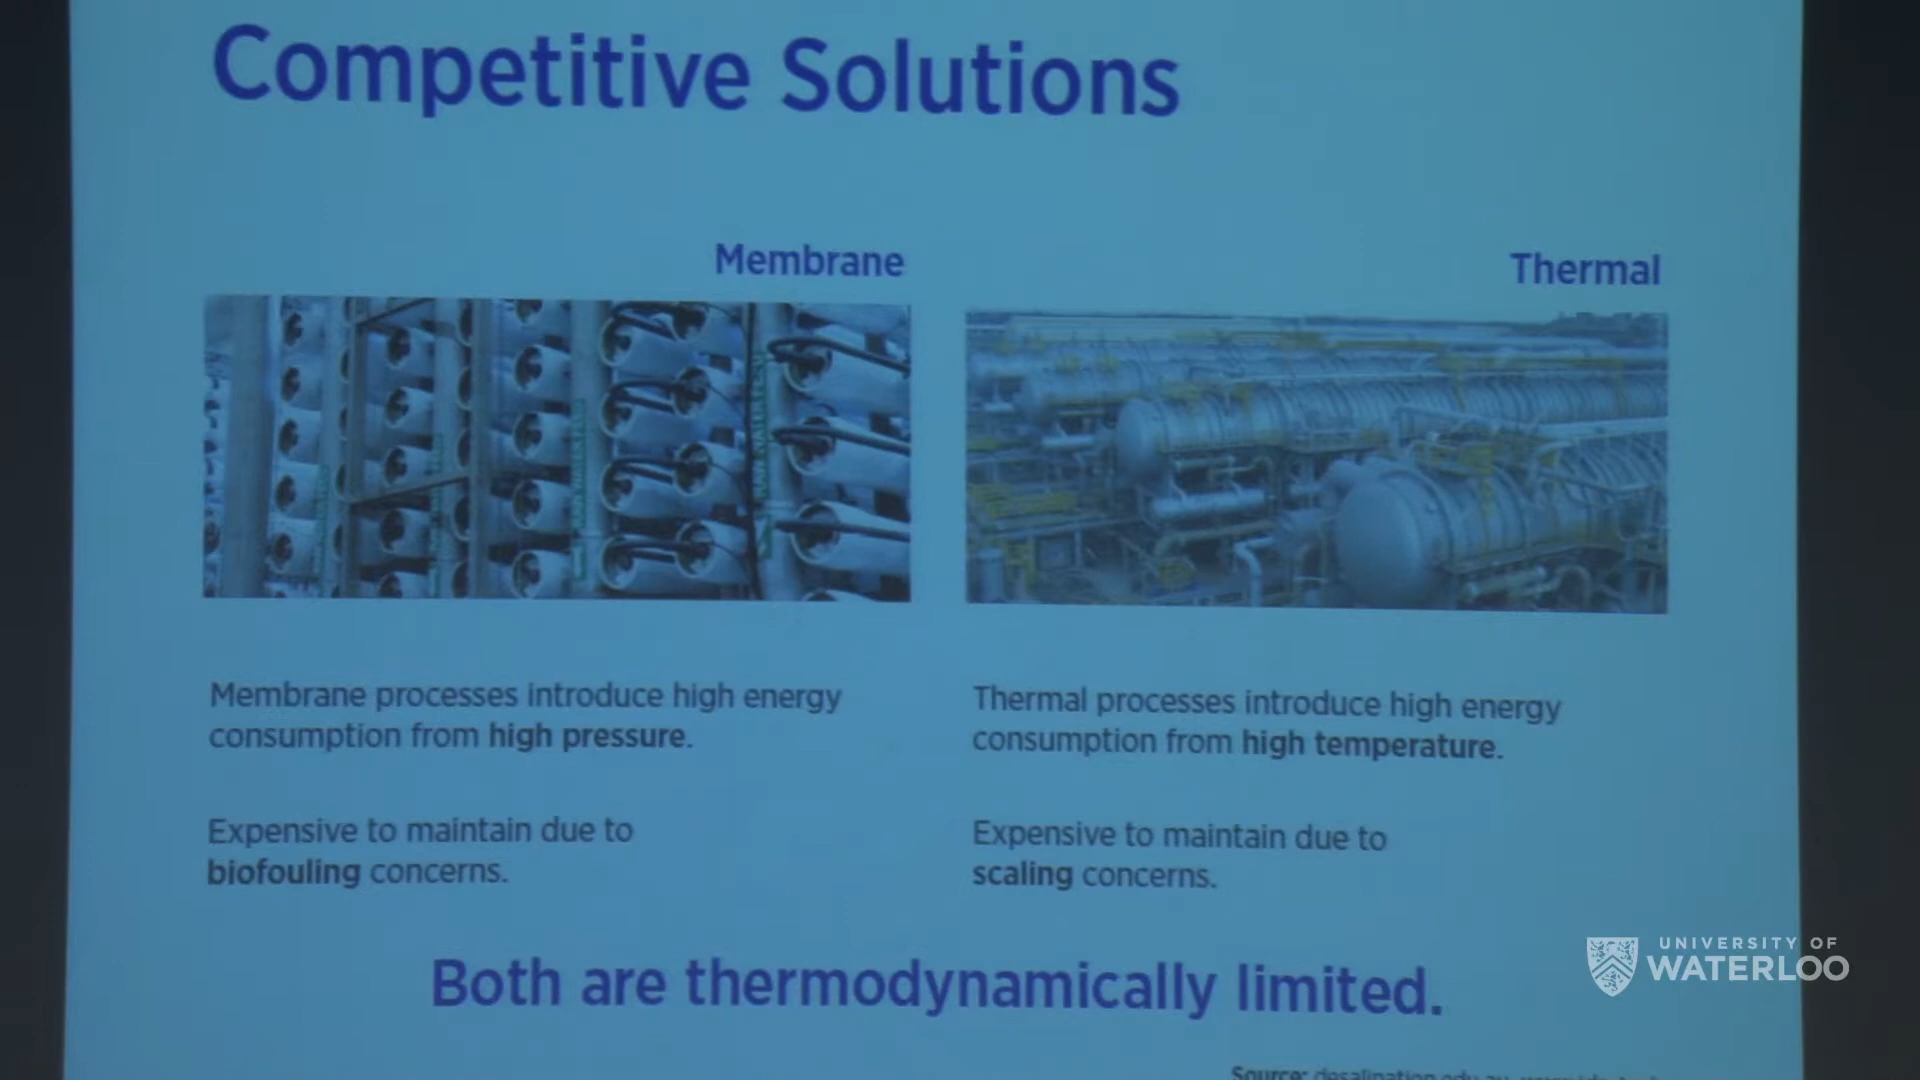 Competitive Solutions
Membrane
Thermal
Membrane processes introduce high energy
consumption from high pressure.
Expensive to maintain due to
biofouling concerns.
Thermal processes introduce high energy
consumption from high temperature.
Expensive to maintain due to
scaling concerns.
Both are thermodynamically limited.
Source:
UNIVERSITY OF
WATERLOO